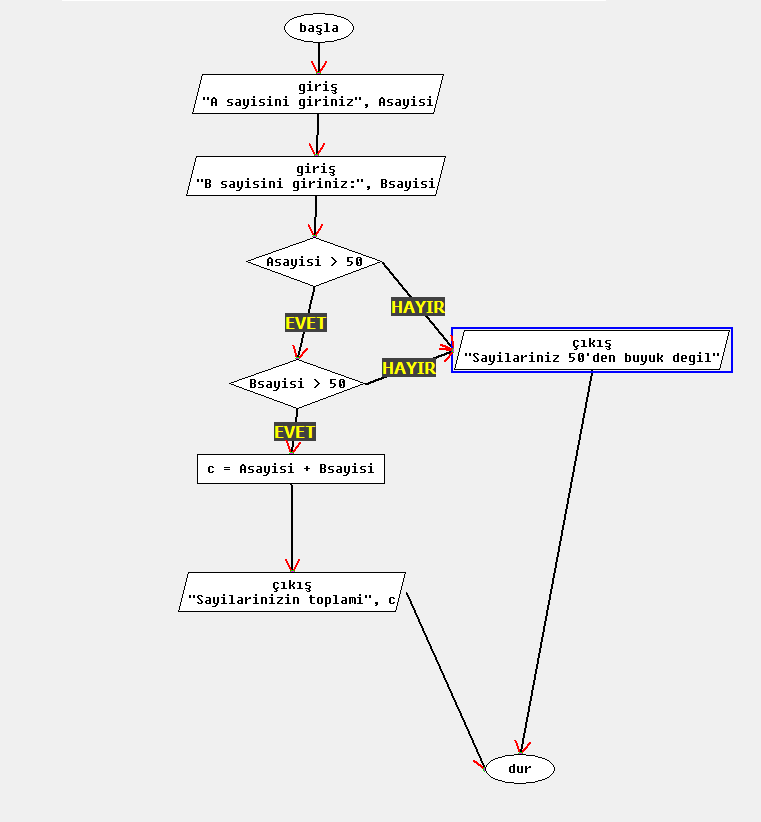 başla
giriş
"A sayisini giriniz", Asayisi
giriş
"B sayisini giriniz:", Bsayisi
Asayisi > 50
HAYIR
EVET
çıkış
"Sayilariniz 50'den buyuk degil"
HAYIR
Bsayisi > 50
EVET
c = Asayisi + Bsayisi
çıkış
"Sayilarinizin toplami", c
dur